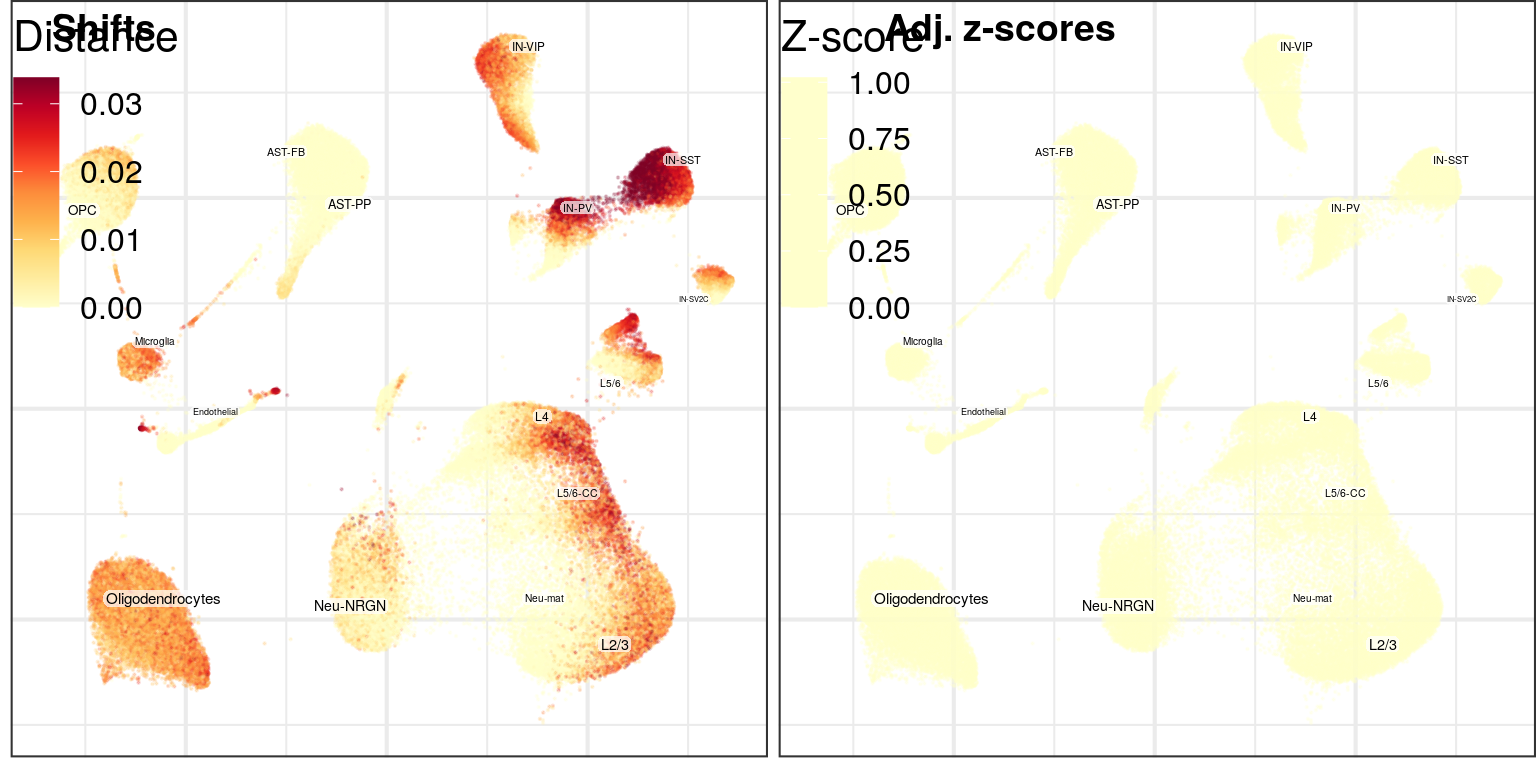 Shifts
Distance
0.03
0.02
0.01
0.00
IN-VIP
AST-FB
IN-SST
AST-PP
OPC
IN-PV
IN-SV2C
Microglia
L5/6
Endothelial
L4
L5/6-CC
Oligodendrocytes
Neu-NRGN
Neu-mat
L2/3
Adj. z-scores
Z-score
1.00
0.75
0.50
0.25
0.00
IN-VIP
AST-FB
IN-SST
AST-PP
OPC
IN-PV
IN-SV2C
Microglia
L5/6
Endothelial
L4
L5/6-CC
Oligodendrocytes
Neu-NRGN
Neu-mat
L2/3